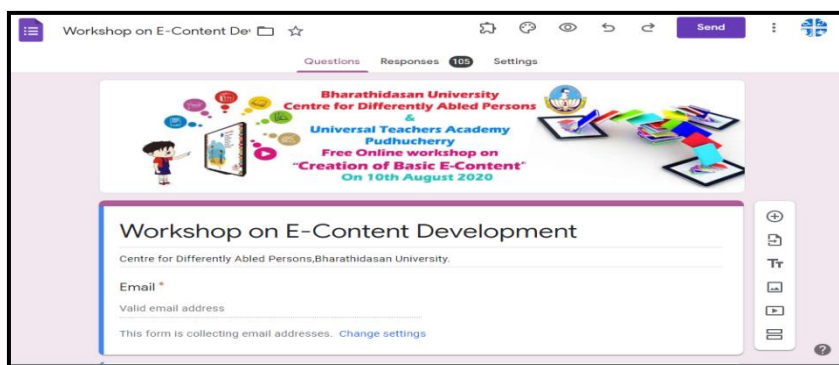 Workshop on E-Content De
Send
Questions Responses 105 Settings
Bharathidasan University
Centre for Differently Abled Persons
&
Universal Teachers Academy
Pudhucherry
Free Online workshop on
"Creation of Basic E-Content"
On 10th August 2020
Workshop on E-Content Development
Centre for Differently Abled Persons,Bharathidasan University.
Email *
Valid email address
This form is collecting email addresses. Change settings